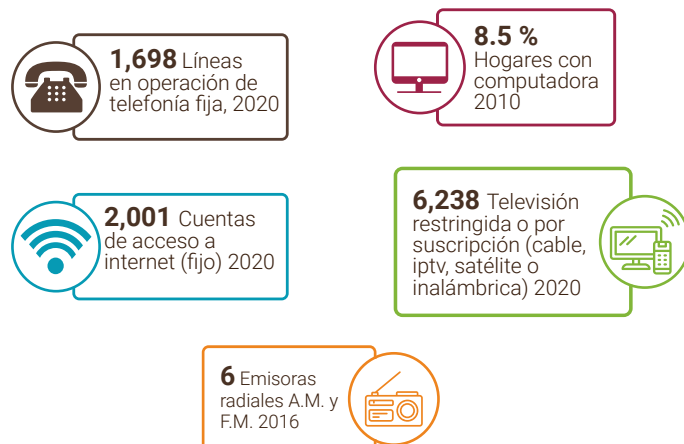 1,698 Líneas
en operación de
telefonía fija, 2020
8.5 %
Hogares con
computadora
2010
2,001 Cuentas
de acceso a
internet (fijo) 2020
6,238 Televisión
restringida o por
suscripción (cable,
iptv, satélite o
inalámbrica) 2020
6 Emisoras
radiales A.M. y
F.M. 2016